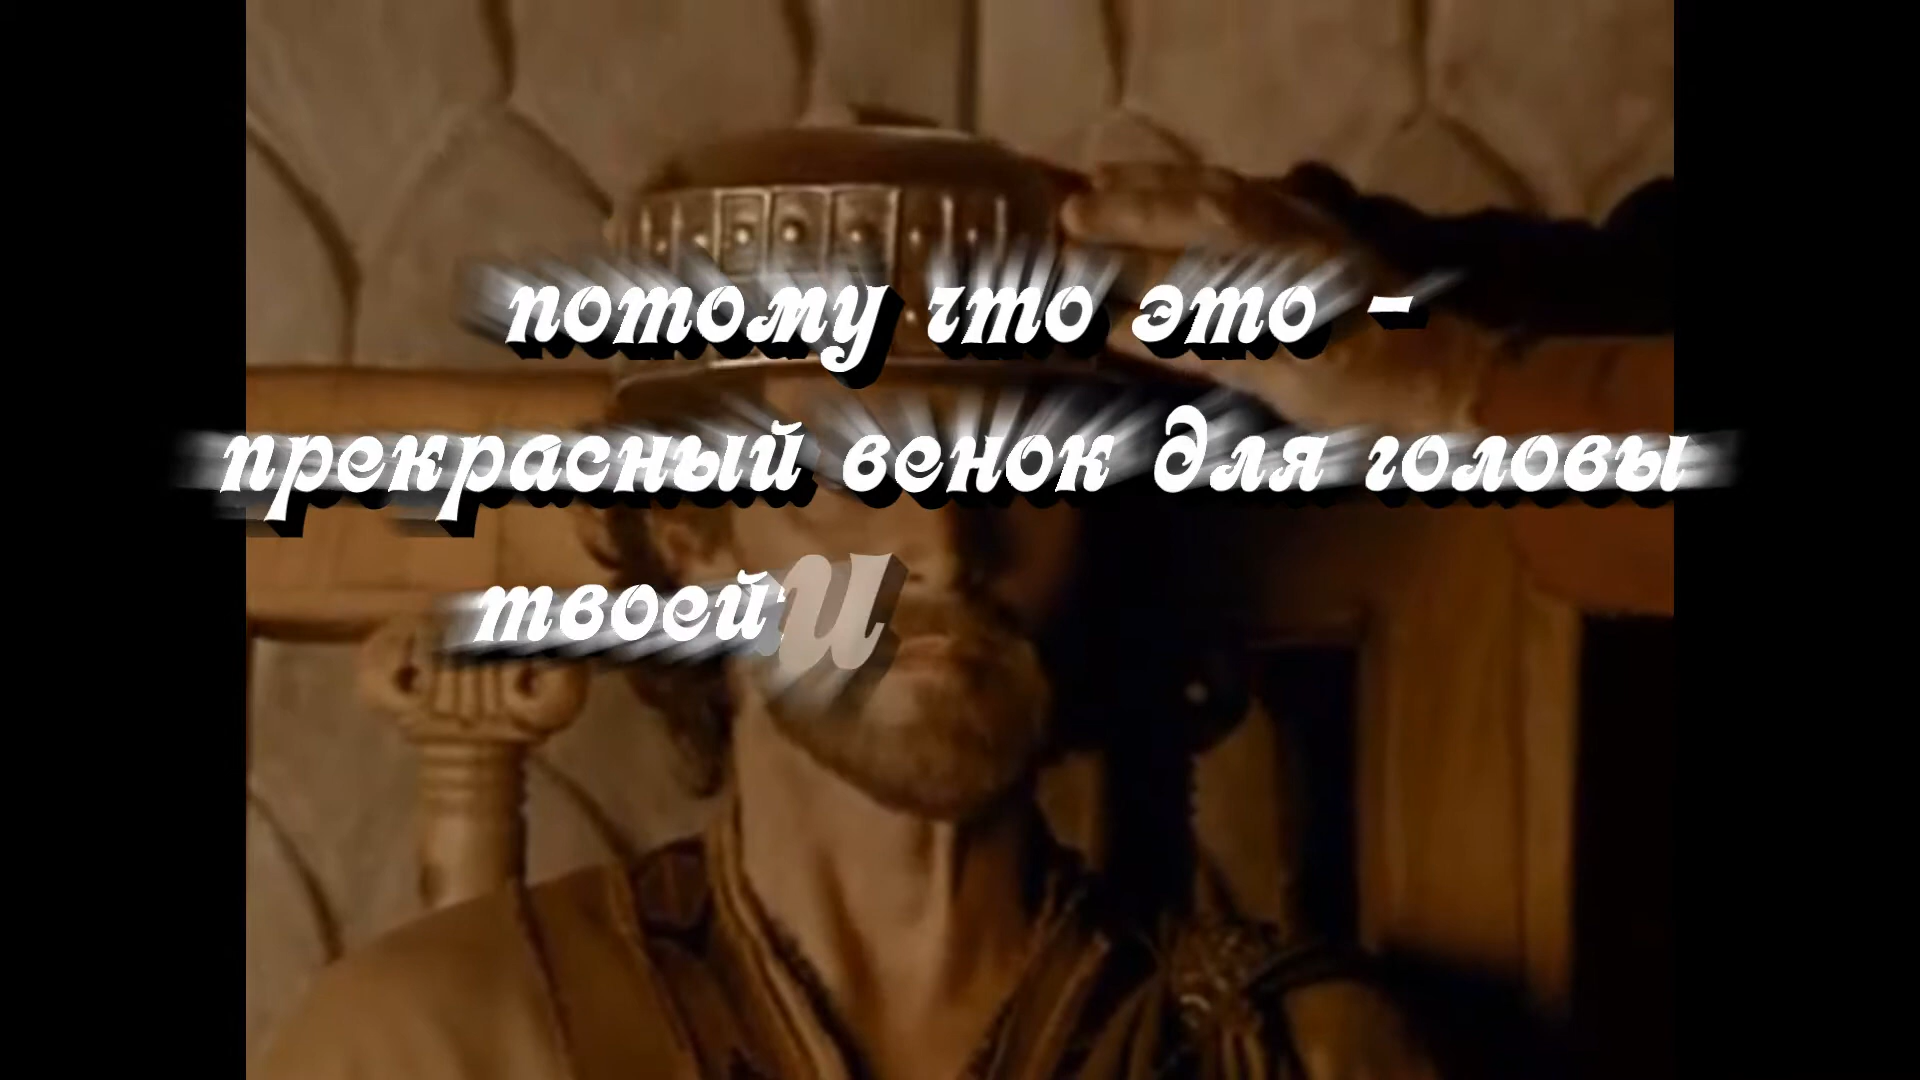 потому что это -
прекрасный венок для головы
твоей и